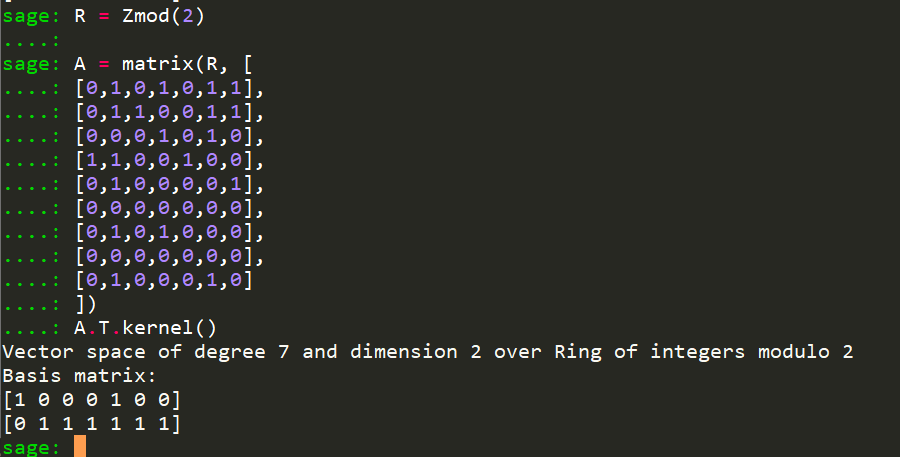 sage: R = Zmod(2)
....:
sage: A = matrix(R, [
....: [0,1,0,1,0,1,1],
....: [0,1,1,0,0,1,1],
....: [0,0,0,1,0,1,0],
....: [1,1,0,0,1,0,0],
....: [0,1,0,0,0,0,1],
....: [0,0,0,0,0,0,0],
....: [0,1,0,1,0,0,0],
....: [0,0,0,0,0,0,0],
....: [0,1,0,0,0,1,0]
....: ])
....: A.T.kernel()
Vector space of degree 7 and dimension 2 over Ring of integers modulo 2
Basis matrix:
[1 0 0 0 1 0 0]
[0 1 1 1 1 1 1]
sage: